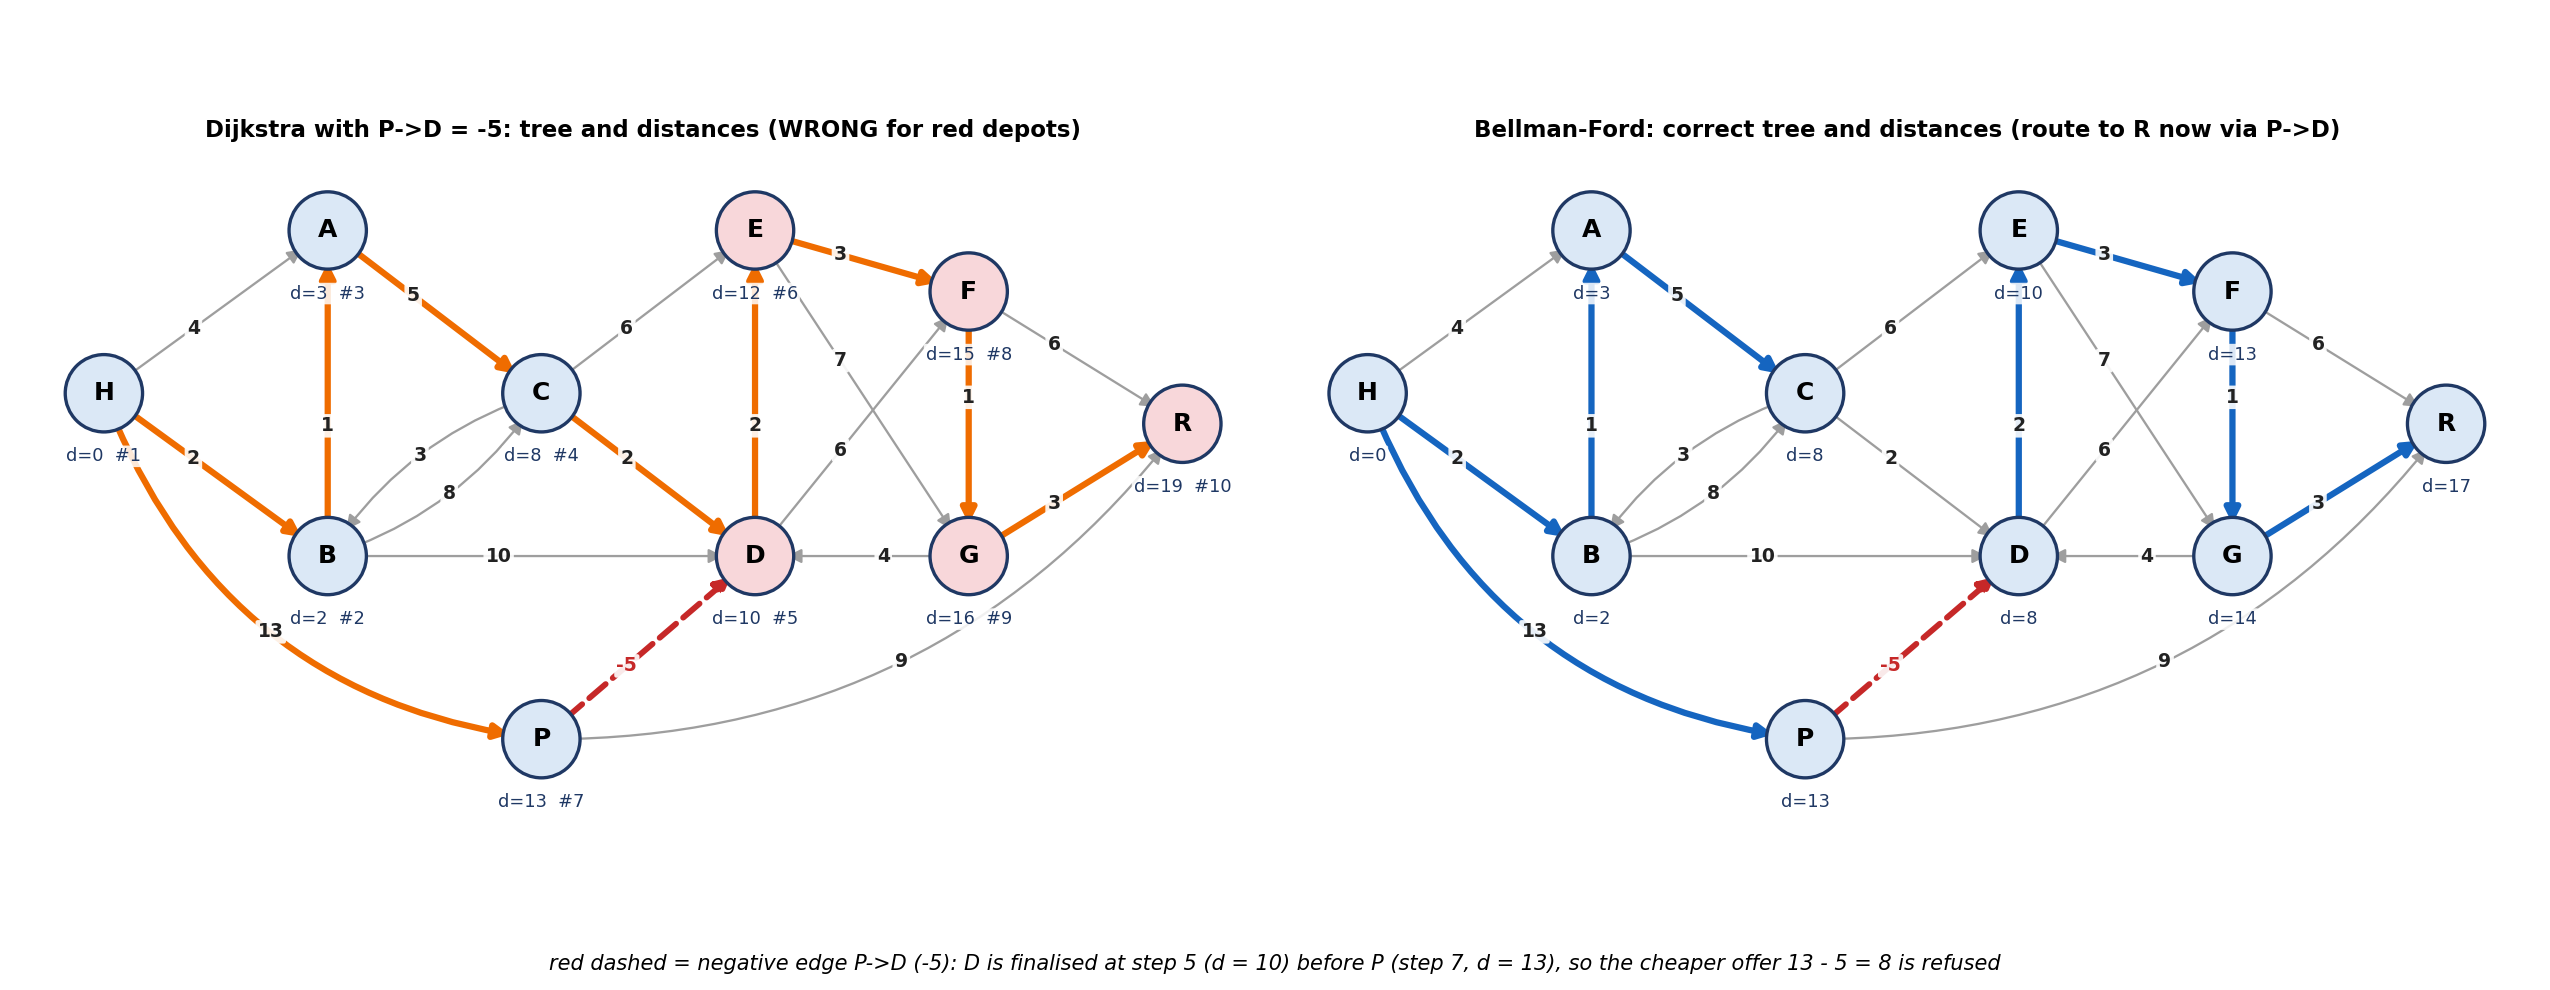 Dijkstra with P->D = -5: tree and distances (WRONG for red depots)
A
E
d=3 #3
3
5
d=12 #6
F
4
6
7
d=15 #8
6
H
C
1
R
d=0 #1
2
1
3
d=8 #4
2
2
6
d=19 #10
8
3
B
10
D
4
G
d=2 #2
d=10 #5
d=16 #9
13
-5
9
P
d=13 #7
Bellman-Ford: correct tree and distances (route to R now via P->D)
A
E
d=3
3
5
d=10
F
4
6
7
d=13
6
H
C
1
R
d=0
2
1
3
d=8
2
2
6
d=17
8
3
B
10
D
4
G
d=2
d=8
d=14
13
-5
9
P
d=13
red dashed = negative edge P->D (-5): D is finalised at step 5 (d = 10) before P (step 7, d = 13), so the cheaper offer 13 - 5 = 8 is refused